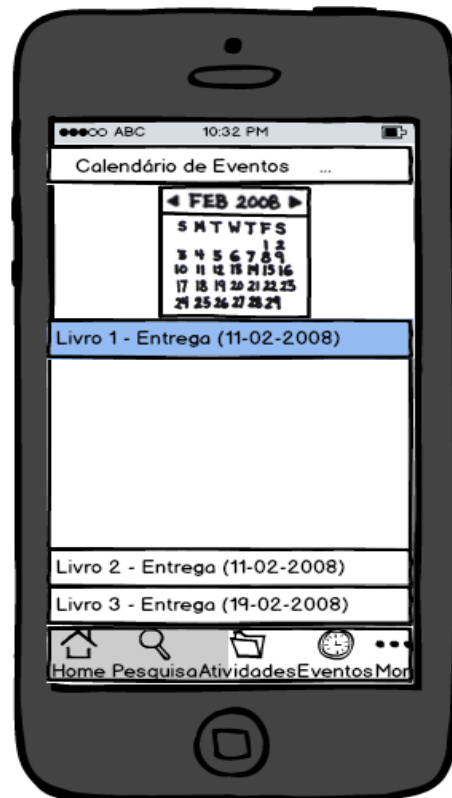 ABC 10:32 PM
Calendário de Eventos ...
FEB 2008
S M T W T F S
1 2
3 4 5 6 7 8 9
10 11 12 13 14 15 16
17 18 19 20 21 22 23
24 25 26 27 28 29
Livro 1 - Entrega (11-02-2008)
Livro 2 - Entrega (11-02-2008)
Livro 3 - Entrega (19-02-2008)
Home Pesquisa Atividades Eventos Mor